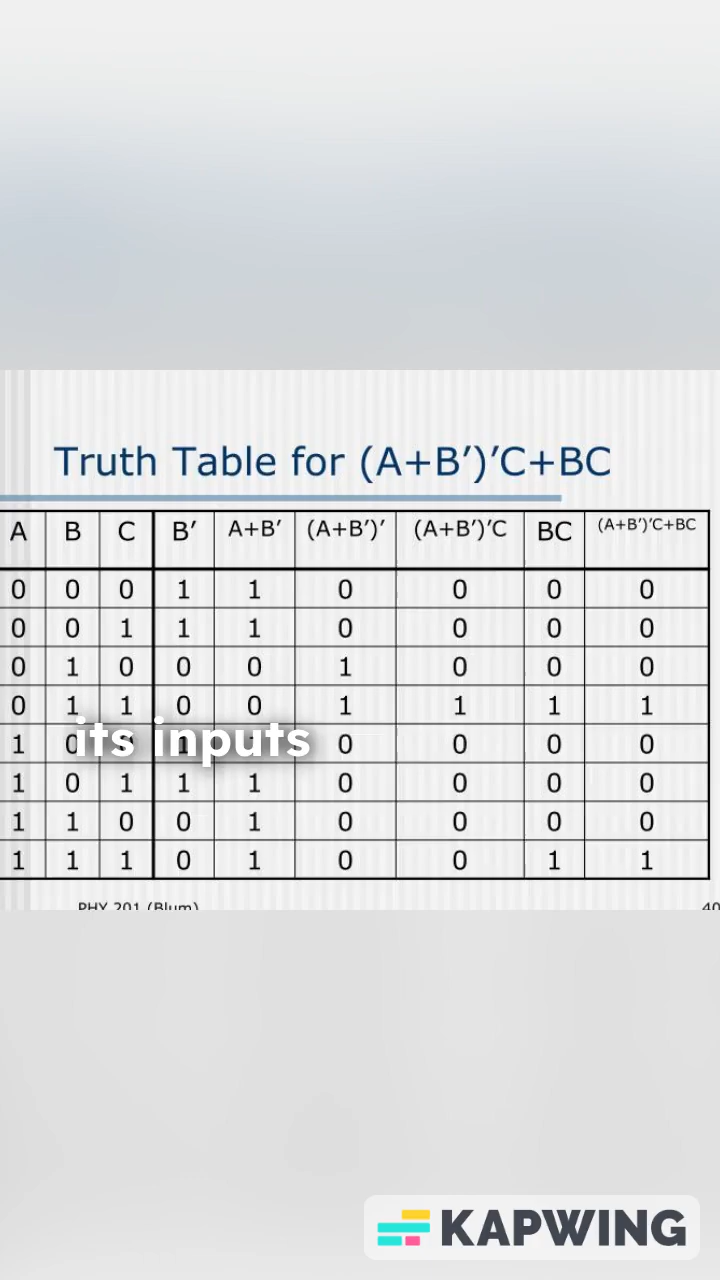 Truth Table for (A+B′)′C+BC
A B C B′ A+B′ (A+B′)′ (A+B′)′C BC (A+B′)′C+BC
0 0 0 1 1 0 0 0 0
0 0 1 1 1 0 0 0 0
0 1 0 0 0 1 0 0 0
0 1 1 0 0 1 1 1 1
1 0 0 0 0 0
its inputs
1 0 1 1 1 0 0 0 0
1 1 0 0 1 0 0 0 0
1 1 1 0 1 0 0 1 1
PHY 201 (Blum) 40
KAPWING